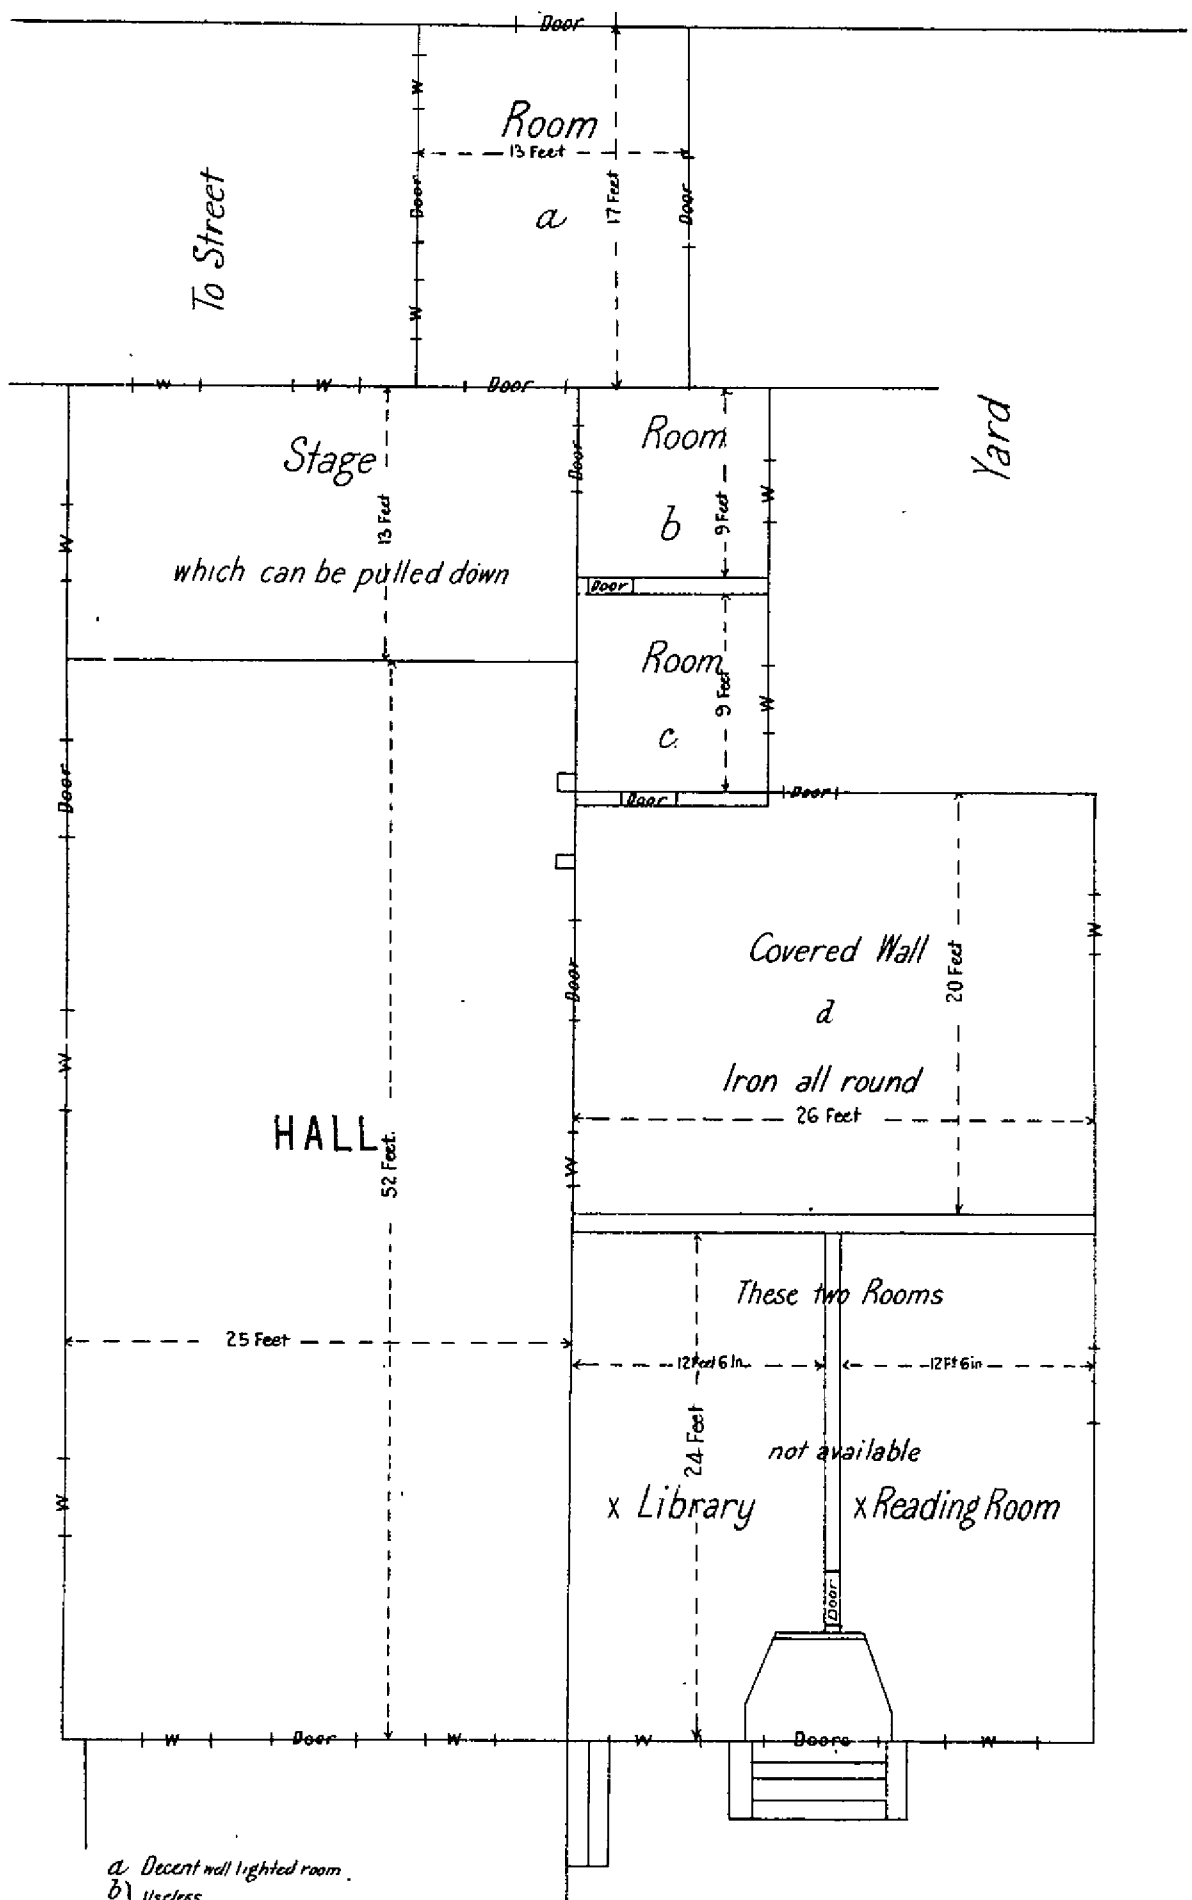 Door
W
Room
13 Feet
a
17 Feet
Door
Door
W
To Street
W
W
Door
Stage
13 Feet
which can be pulled down
W
Door
Room
b
9 Feet
W
Yard
Door
Room
9 Feet
c.
W
Door
Door
Door
Covered Wall
d
Iron all round
20 Feet
26 Feet
W
Door
W
W
HALL
52 Feet.
25 Feet
W
These two Rooms
12 Feet 6 In.
12 Ft 6 in
24 Feet
not available
x Library
x Reading Room
Door
W
Door
W
W
Doors
W
a Decent well lighted room.
b) Useless